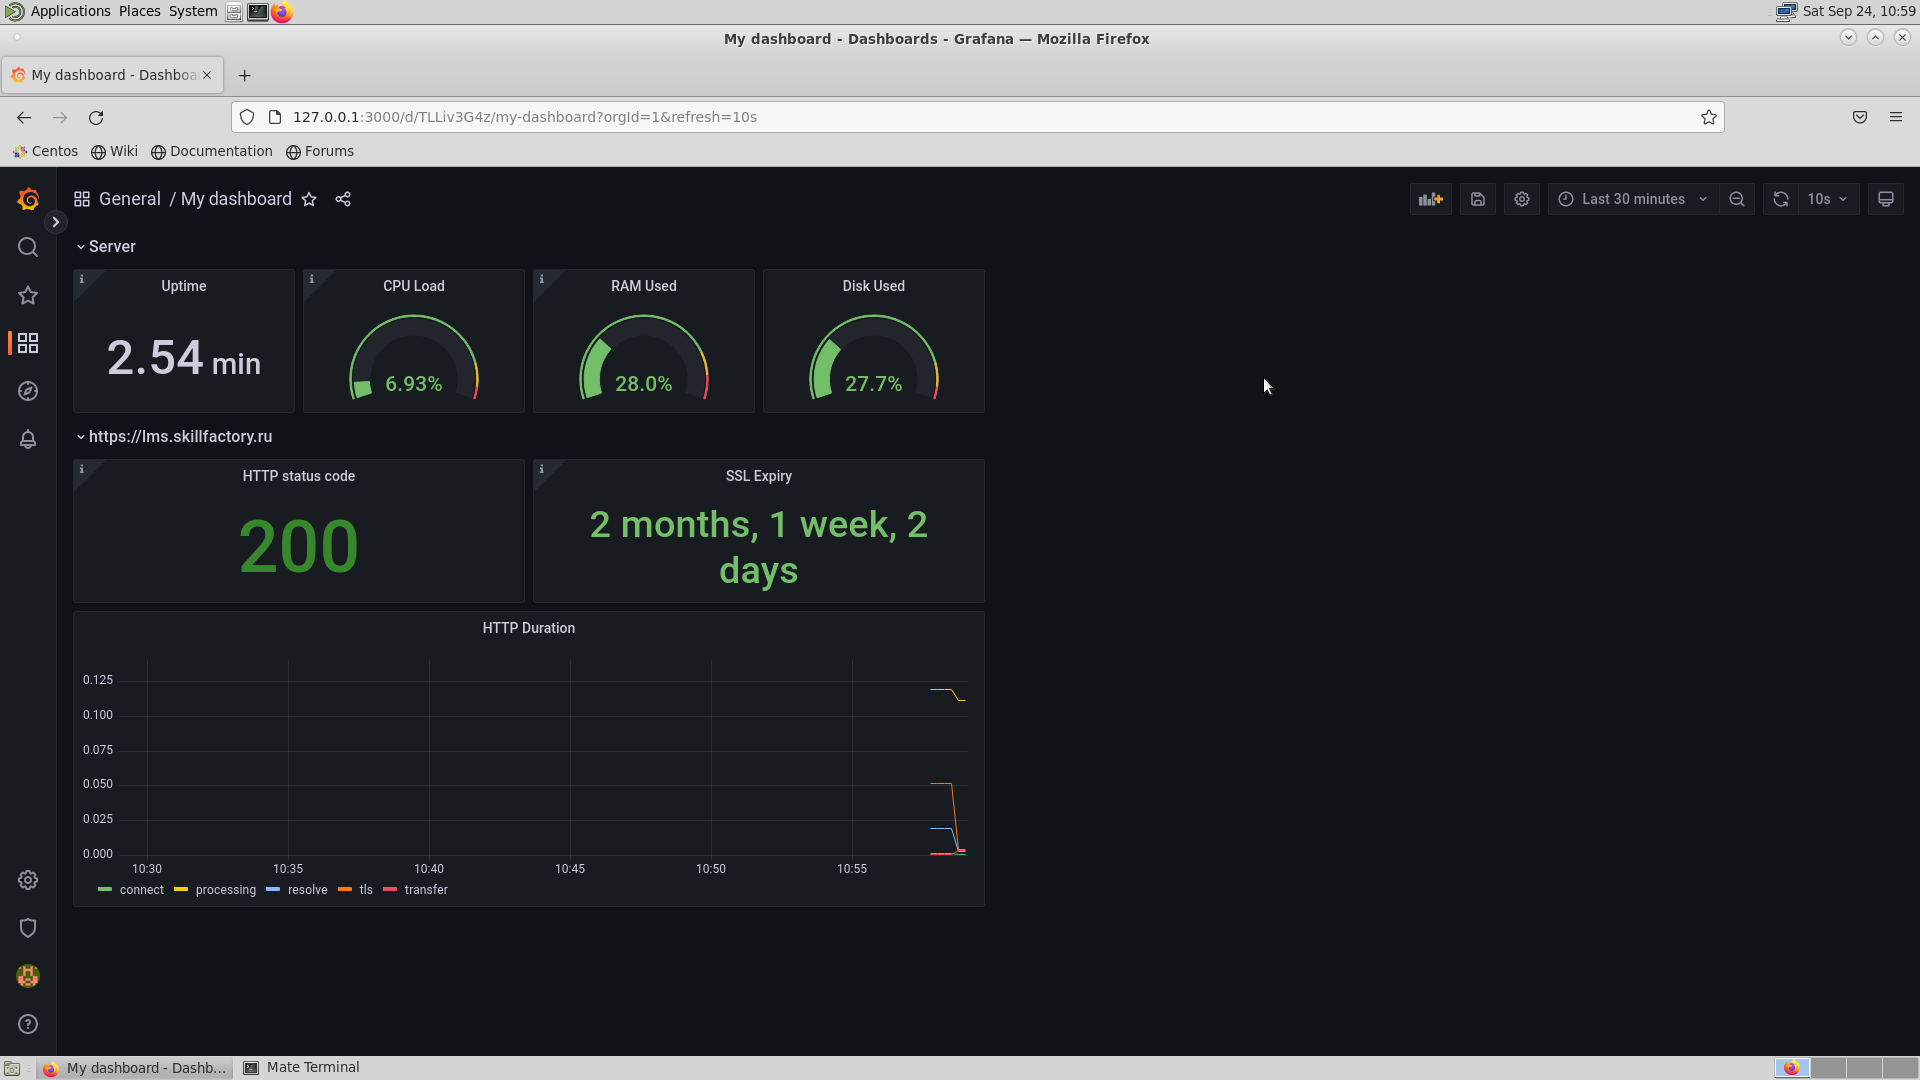 Applications Places System
Sat Sep 24, 10:59
My dashboard - Dashboards - Grafana — Mozilla Firefox
My dashboard - Dashboa
127.0.0.1:3000/d/TLLiv3G4z/my-dashboard?orgId=1&refresh=10s
Centos Wiki Documentation Forums
General / My dashboard
Last 30 minutes
10s
Server
Uptime
2.54 min
CPU Load
6.93%
RAM Used
28.0%
Disk Used
27.7%
https://lms.skillfactory.ru
HTTP status code
200
SSL Expiry
2 months, 1 week, 2
days
HTTP Duration
0.125
0.100
0.075
0.050
0.025
0.000
10:30 10:35 10:40 10:45 10:50 10:55
connect processing resolve tls transfer
My dashboard - Dashb...
Mate Terminal